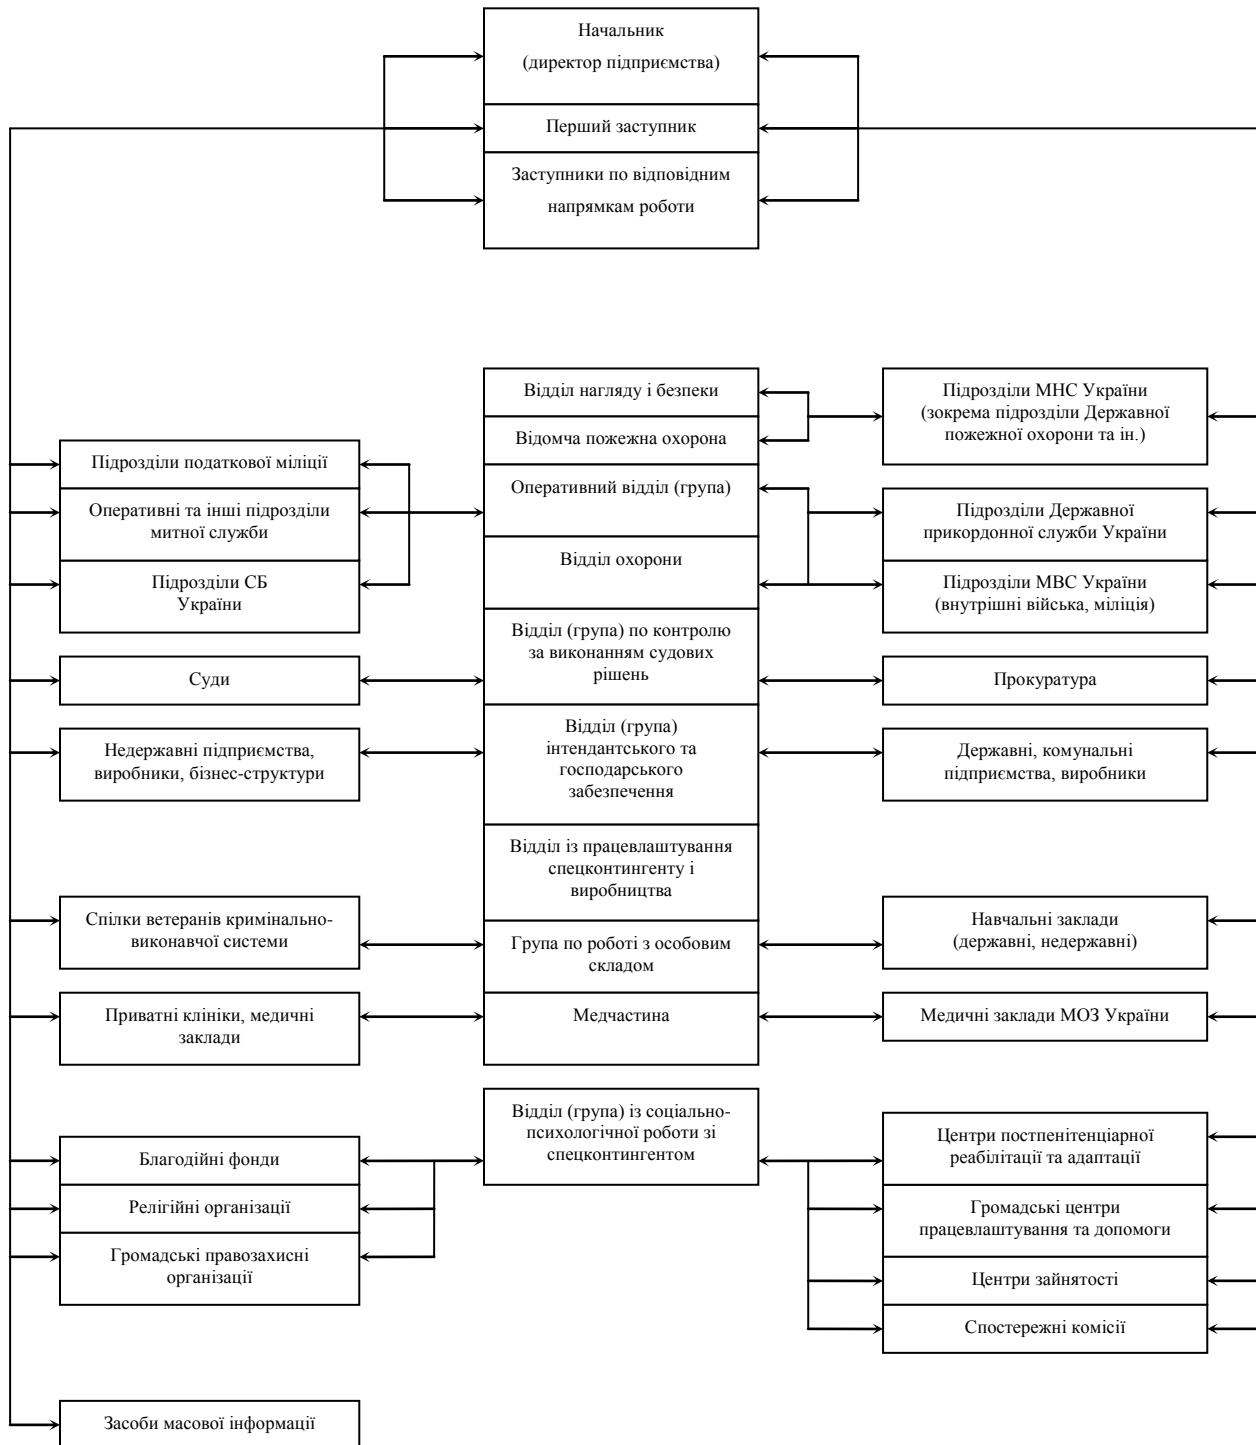 Начальник
(директор підприємства)
Перший заступник
Заступники по відповідним
напрямкам роботи
Відділ нагляду і безпеки
Відомча пожежна охорона
Оперативний відділ (група)
Відділ охорони
Відділ (група) по контролю
за виконанням судових
рішень
Відділ (група)
інтендантського та
господарського
забезпечення
Відділ із працевлаштування
спецконтингенту і
виробництва
Група по роботі з особовим
складом
Медчастина
Відділ (група) із соціально-
психологічної роботи зі
спецконтингентом
Підрозділи податкової міліції
Оперативні та інші підрозділи
митної служби
Підрозділи СБ
України
Суди
Недержавні підприємства,
виробники, бізнес-структури
Спілки ветеранів кримінально-
виконавчої системи
Приватні клініки, медичні
заклади
Благодійні фонди
Релігійні організації
Громадські правозахисні
організації
Засоби масової інформації
Підрозділи МНС України
(зокрема підрозділи Державної
пожежної охорони та ін.)
Підрозділи Державної
прикордонної служби України
Підрозділи МВС України
(внутрішні війська, міліція)
Прокуратура
Державні, комунальні
підприємства, виробники
Навчальні заклади
(державні, недержавні)
Медичні заклади МОЗ України
Центри постпенітенціарної
реабілітації та адаптації
Громадські центри
працевлаштування та допомоги
Центри зайнятості
Спостережні комісії